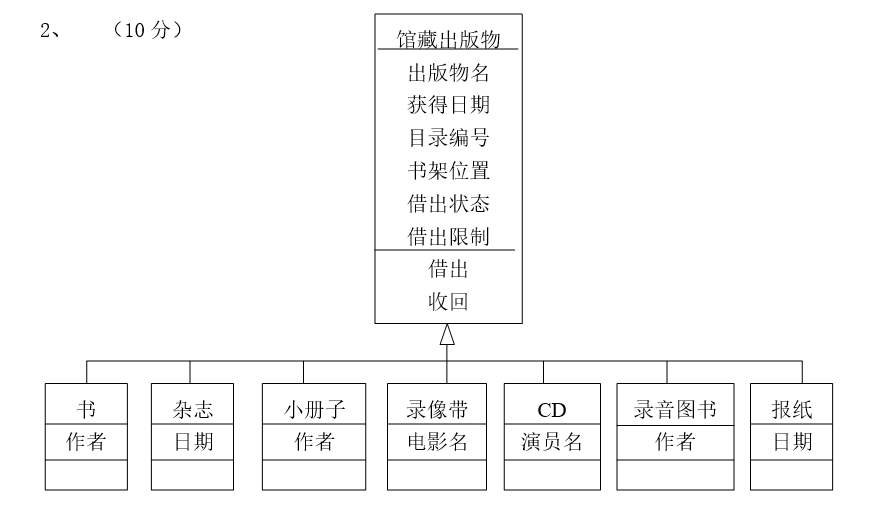 2、 （10 分）
馆藏出版物
出版物名
获得日期
目录编号
书架位置
借出状态
借出限制
借出
收回
书 杂志 小册子 录像带 CD 录音图书 报纸
作者 日期 作者 电影名 演员名 作者 日期